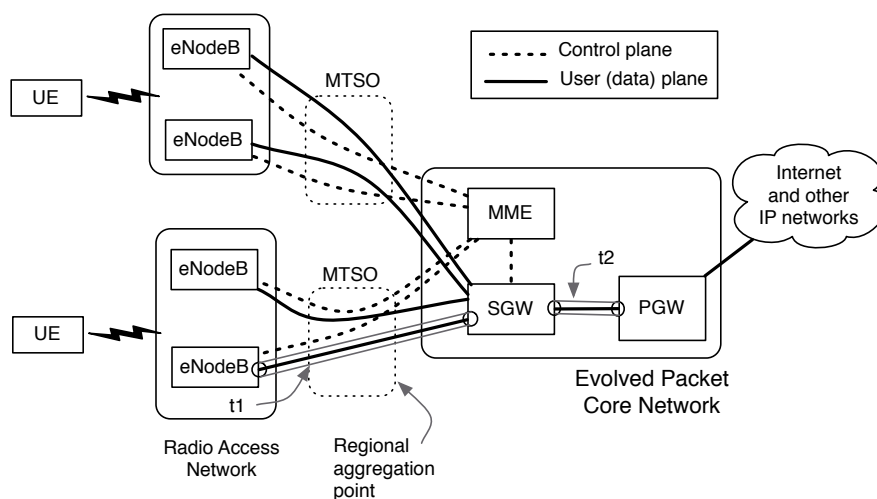 eNodeB
Control plane
User (data) plane
MTSO
UE
eNodeB
Internet
and other
IP networks
MME
eNodeB
MTSO
t2
SGW
PGW
UE
eNodeB
Evolved Packet
Core Network
t1
Radio Access
Network
Regional
aggregation
point